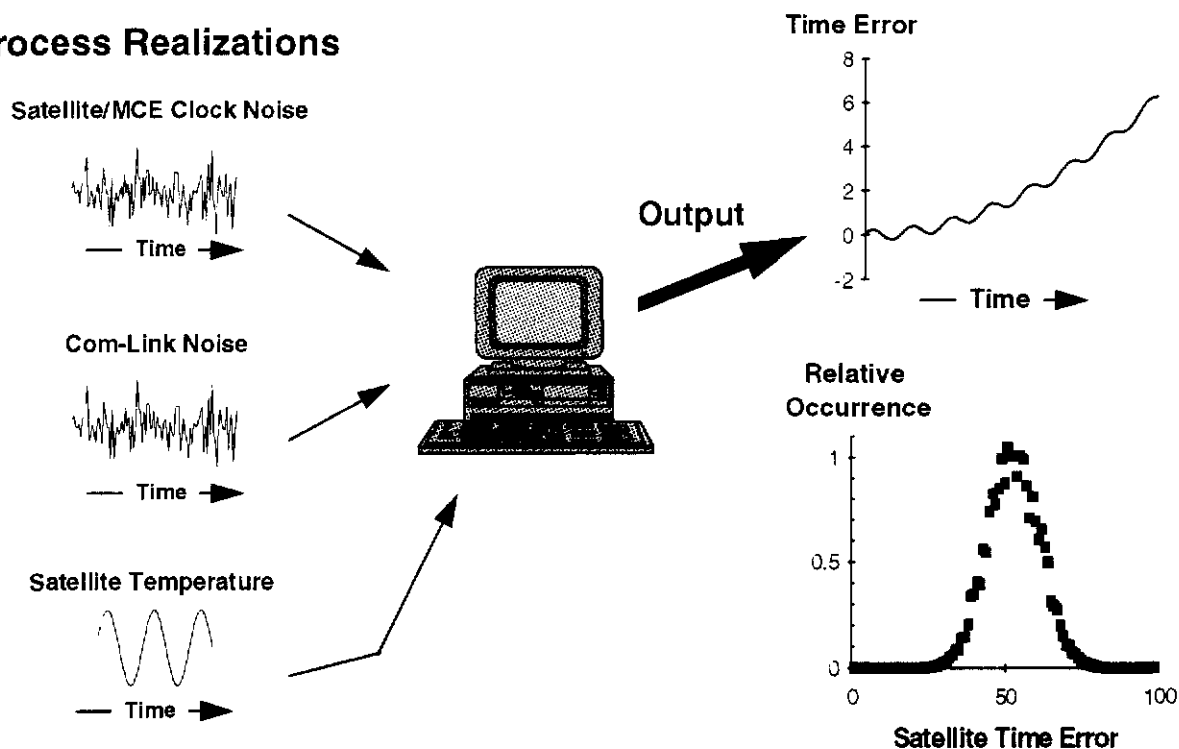 rocess Realizations
Satellite/MCE Clock Noise
Time
Com-Link Noise
Time
Satellite Temperature
Time
Output
Time Error
8
6
4
2
0
-2
Time
Relative
Occurrence
1
0.5
0
0 50 100
Satellite Time Error